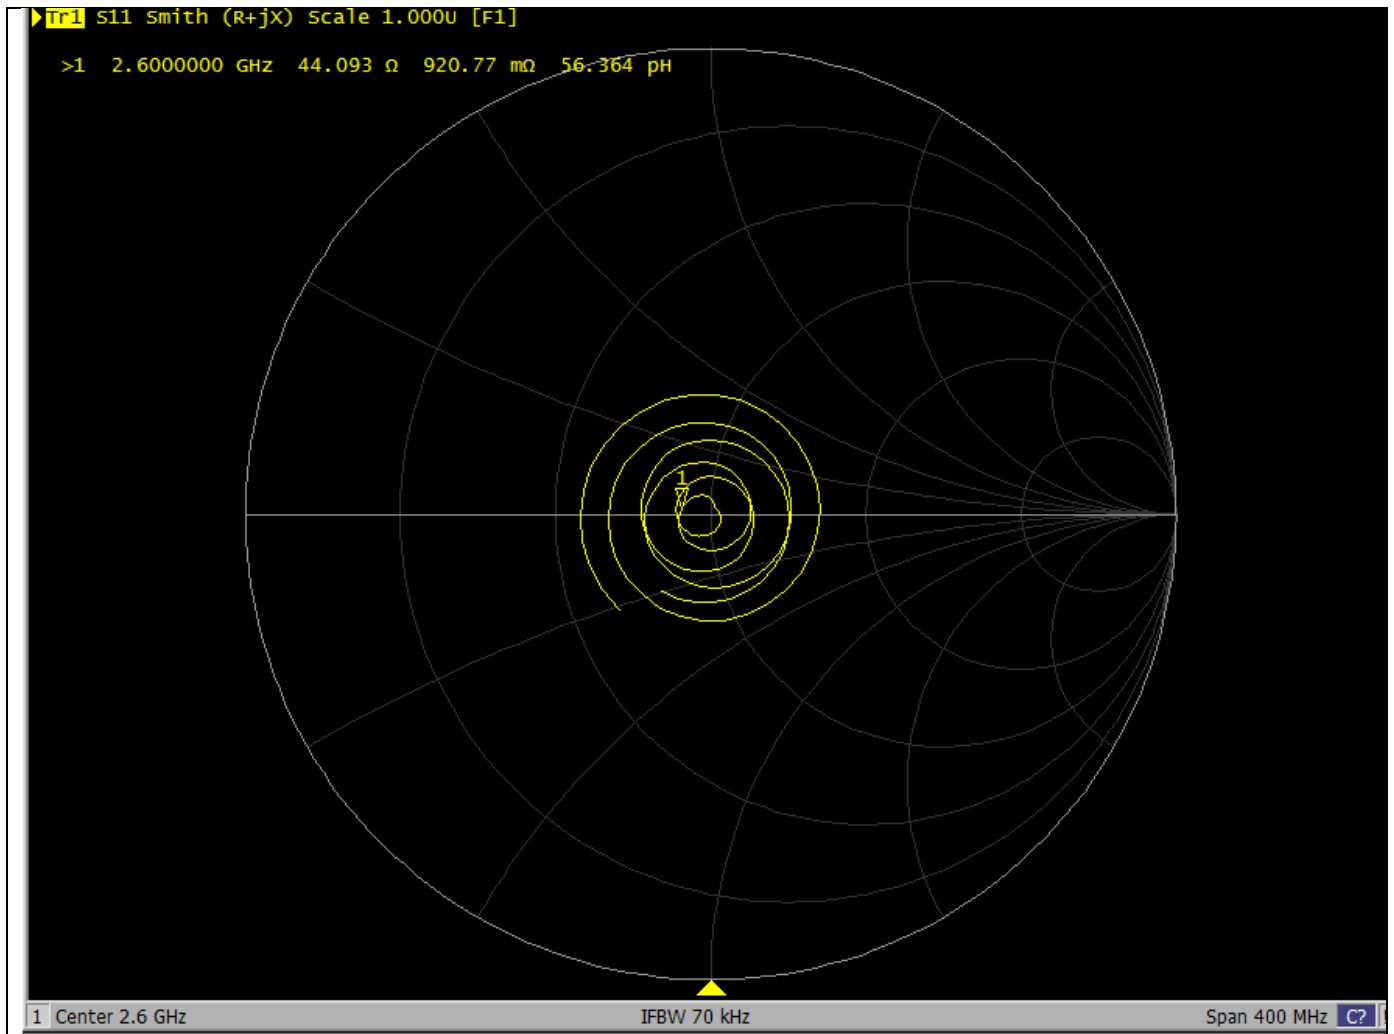 Tr1 S11 Smith (R+jX) Scale 1.000U [F1]
>1 2.6000000 GHz 44.093 Ω 920.77 mΩ 56.364 pH
1
1 Center 2.6 GHz IFBW 70 kHz Span 400 MHz C?